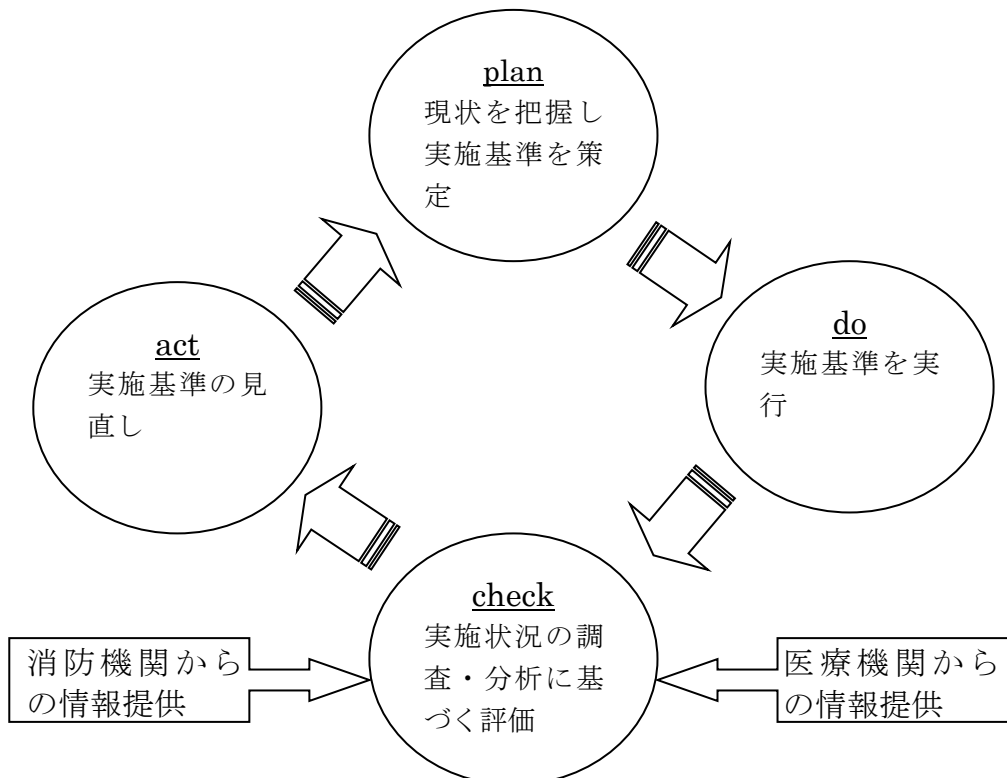 plan
現状を把握し
実施基準を策
定
do
実施基準を実
行
act
実施基準の見
直し
check
実施状況の調
査・分析に基
づく評価
消防機関から
の情報提供
医療機関から
の情報提供